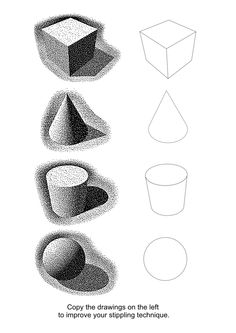 Copy the drawings on the left
to improve your stippling technique.